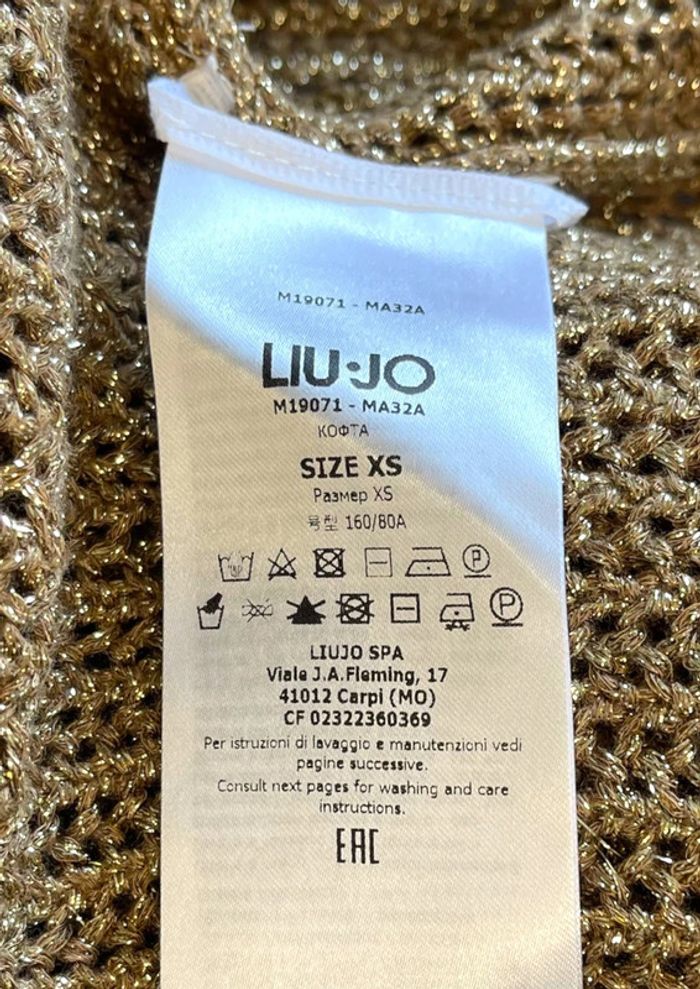 M19071 - MA32A
LIU·JO
M19071 - MA32A
КОФТА
SIZE XS
Размер XS
号型 160/80A
P
P
LIUJO SPA
Viale J.A.Fleming, 17
41012 Carpi (MO)
CF 02322360369
Per istruzioni di lavaggio e manutenzioni vedi
pagine successive.
Consult next pages for washing and care
instructions.
EAC